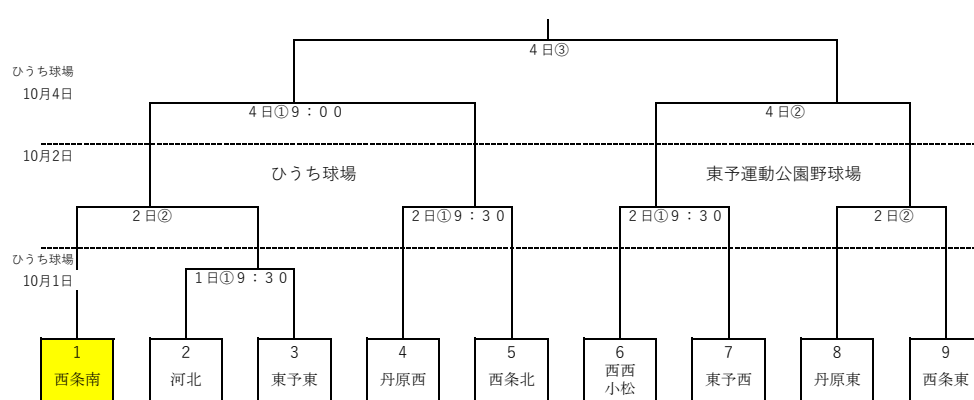 4日③
ひうち球場
10月4日
4日①9：00
4日②
10月2日
ひうち球場
東予運動公園野球場
2日②
2日①9：30
2日①9：30
2日②
ひうち球場
10月1日
1日①9：30
1
2
3
4
5
6
7
8
9
西条南
河北
東予東
丹原西
西条北
西西
小松
東予西
丹原東
西条東